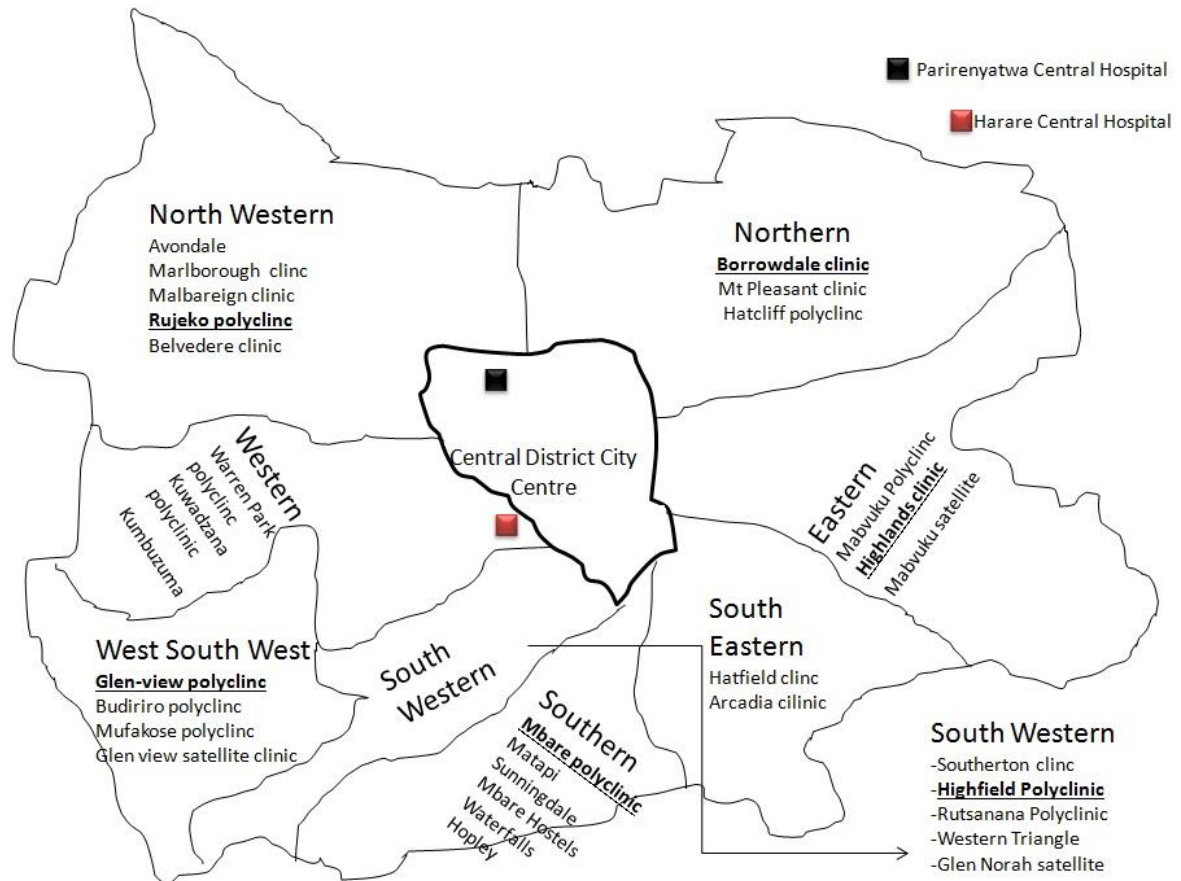 Parirenyatwa Central Hospital
Harare Central Hospital
North Western
Avondale
Marlborough clinc
Malbareign clinic
Rujeko polyclinc
Belvedere clinic
Northern
Borrowdale clinic
Mt Pleasant clinic
Hatcliff polyclinc
Central District City
Centre
Western
Warren Park
polyclinc
Kuwadzana
polyclinic
Kumbuzuma
Eastern
Mabvuku Polyclinc
Highlands clinic
Mabvuku satellite
West South West
Glen-view polyclinc
Budiriro polyclinc
Mufakose polyclinc
Glen view satellite clinic
South
Western
Southern
Mbare polyclinic
Matapi
Sunningdale
Mbare Hostels
Waterfalls
Hopley
South
Eastern
Hatfield clinc
Arcadia cilinic
South Western
-Southerton clinc
-Highfield Polyclinic
-Rutsanana Polyclinic
-Western Triangle
-Glen Norah satellite